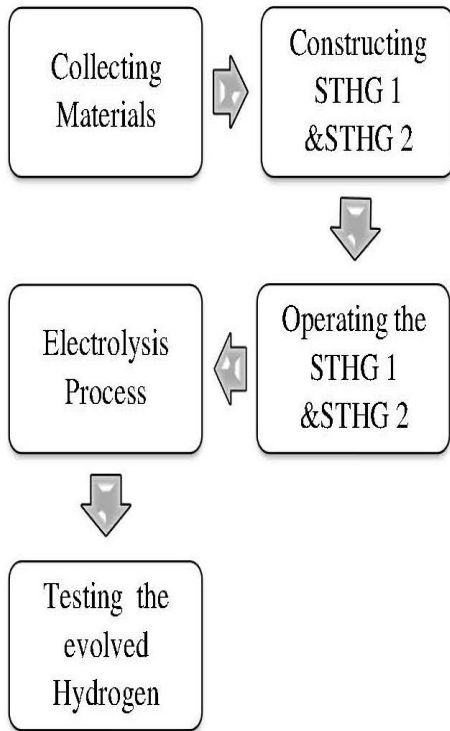 Collecting
Materials
Constructing
STHG 1
&STHG 2
Operating the
STHG 1
&STHG 2
Electrolysis
Process
Testing the
evolved
Hydrogen